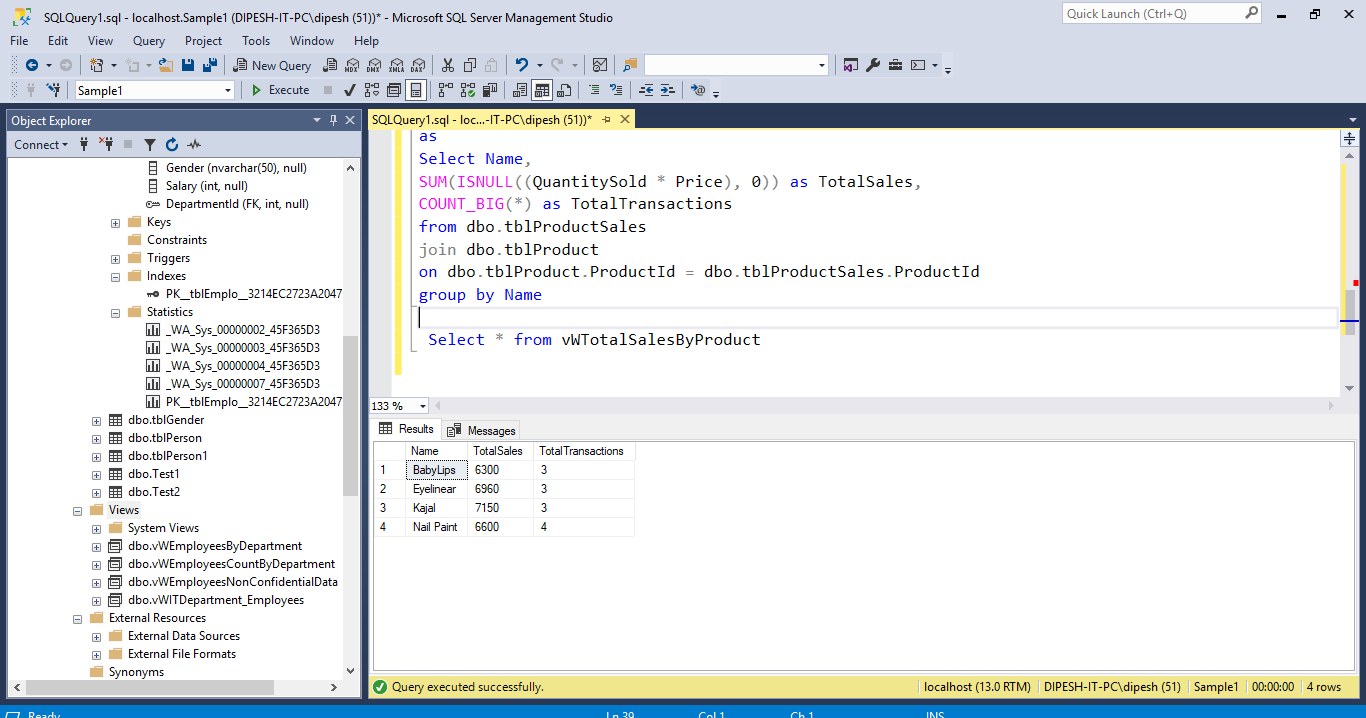 SQLQuery1.sql - localhost.Sample1 (DIPESH-IT-PC\dipesh (51))* - Microsoft SQL Server Management Studio
Quick Launch (Ctrl+Q)
File Edit View Query Project Tools Window Help
New Query MDX DMX XMLA DAX
Sample1 Execute
Object Explorer
Connect
Gender (nvarchar(50), null)
Salary (int, null)
DepartmentId (FK, int, null)
Keys
Constraints
Triggers
Indexes
PK__tblEmplo__3214EC2723A2047
Statistics
_WA_Sys_00000002_45F365D3
_WA_Sys_00000003_45F365D3
_WA_Sys_00000004_45F365D3
_WA_Sys_00000007_45F365D3
PK__tblEmplo__3214EC2723A2047
dbo.tblGender
dbo.tblPerson
dbo.tblPerson1
dbo.Test1
dbo.Test2
Views
System Views
dbo.vWEmployeesByDepartment
dbo.vWEmployeesCountByDepartment
dbo.vWEmployeesNonConfidentialData
dbo.vWITDepartment_Employees
External Resources
External Data Sources
External File Formats
Synonyms
SQLQuery1.sql - loc...-IT-PC\dipesh (51))*
as
Select Name,
SUM(ISNULL((QuantitySold * Price), 0)) as TotalSales,
COUNT_BIG(*) as TotalTransactions
from dbo.tblProductSales
join dbo.tblProduct
on dbo.tblProduct.ProductId = dbo.tblProductSales.ProductId
group by Name
Select * from vWTotalSalesByProduct
133 %
Results Messages
Name TotalSales TotalTransactions
1 BabyLips 6300 3
2 Eyelinear 6960 3
3 Kajal 7150 3
4 Nail Paint 6600 4
Query executed successfully. localhost (13.0 RTM) DIPESH-IT-PC\dipesh (51) Sample1 00:00:00 4 rows
Ready Ln 39 Col 1 Ch 1 INS